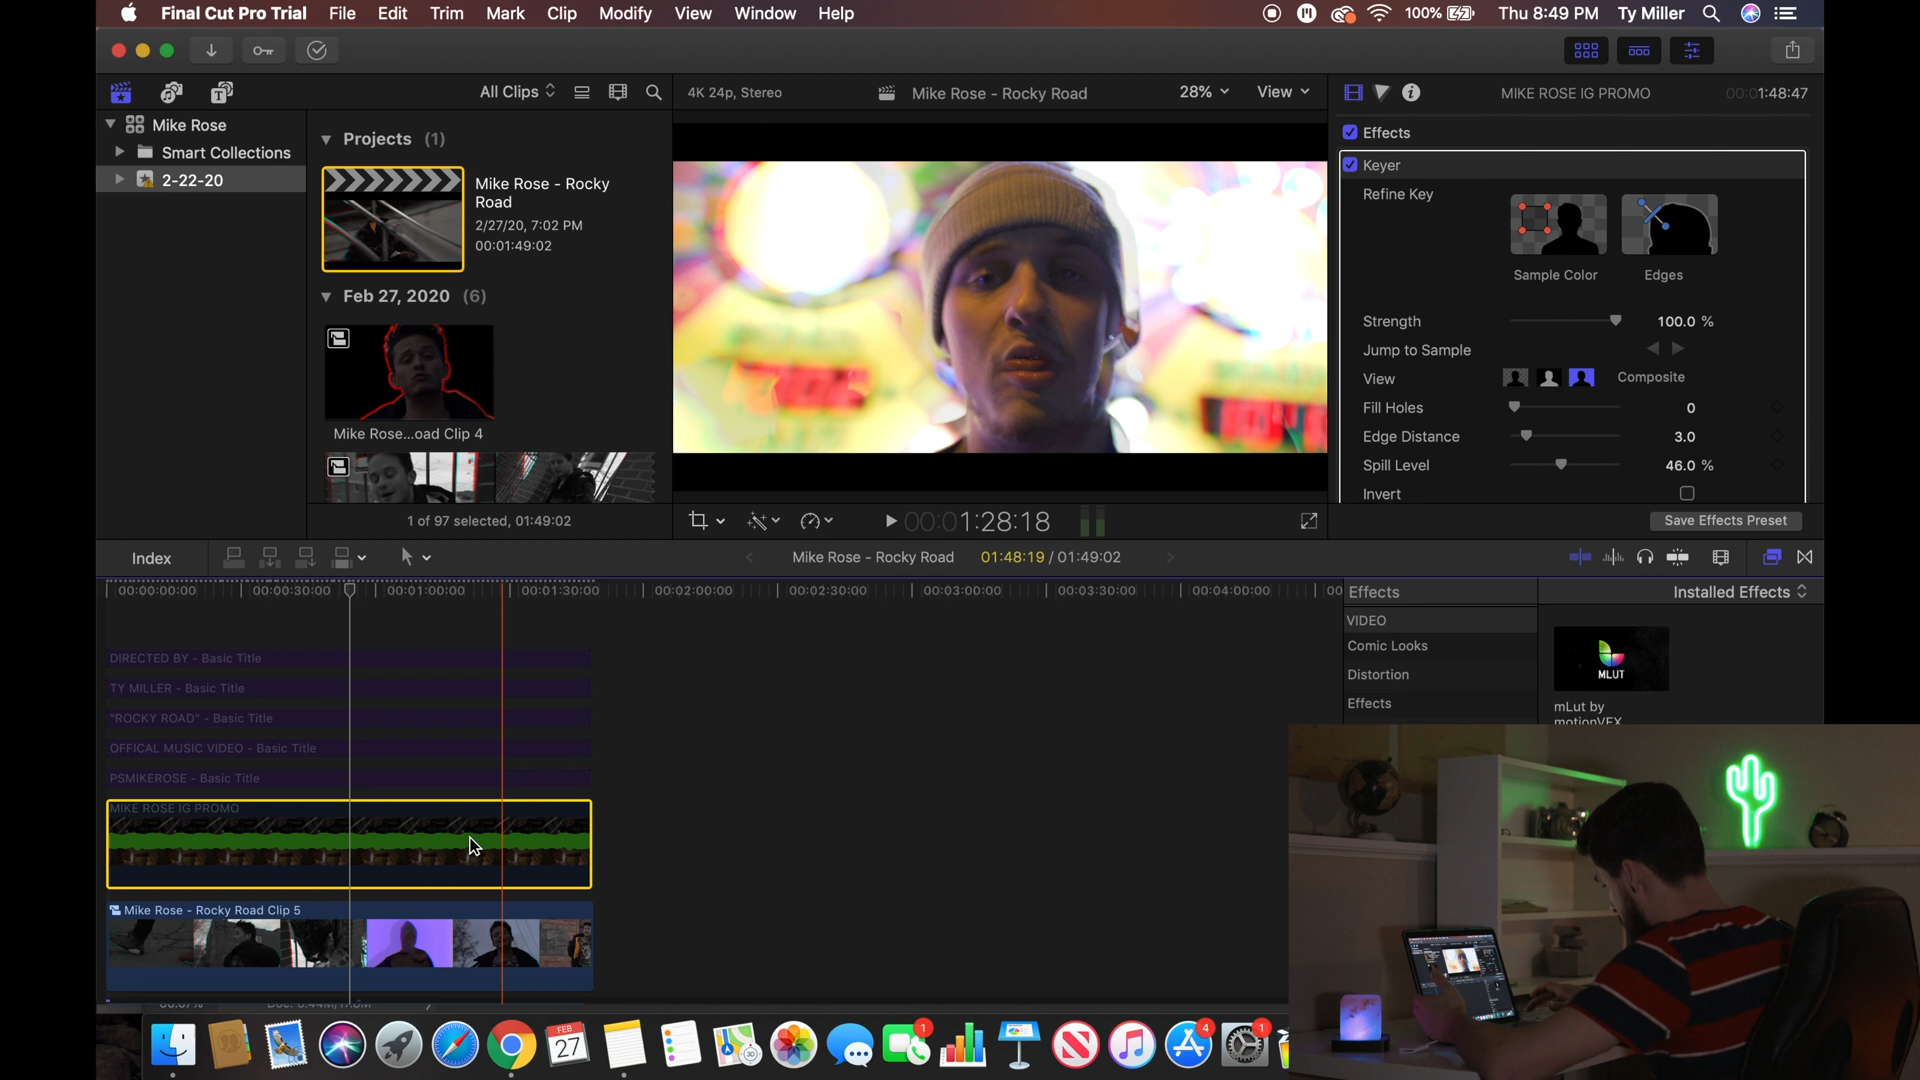 Final Cut Pro Trial File Edit Trim Mark Clip Modify View Window Help 100% Thu 8:49 PM Ty Miller
All Clips
4K 24p, Stereo
Mike Rose - Rocky Road
28%
View
MIKE ROSE IG PROMO
00:01:48:47
Mike Rose
Smart Collections
2-22-20
Projects (1)
Mike Rose - Rocky
Road
2/27/20, 7:02 PM
00:01:49:02
Feb 27, 2020 (6)
Mike Rose...oad Clip 4
1 of 97 selected, 01:49:02
00:01:28:18
Effects
Keyer
Refine Key
Sample Color
Edges
Strength 100.0 %
Jump to Sample
View Composite
Fill Holes 0
Edge Distance 3.0
Spill Level 46.0 %
Invert
Save Effects Preset
Index
Mike Rose - Rocky Road 01:48:19 / 01:49:02
00:00:00:00 00:00:30:00 00:01:00:00 00:01:30:00 00:02:00:00 00:02:30:00 00:03:00:00 00:03:30:00 00:04:00:00 00
DIRECTED BY - Basic Title
TY MILLER - Basic Title
"ROCKY ROAD" - Basic Title
OFFICAL MUSIC VIDEO - Basic Title
PSMIKEROSE - Basic Title
MIKE ROSE IG PROMO
Mike Rose - Rocky Road Clip 5
Effects
Installed Effects
VIDEO
Comic Looks
Distortion
Effects
MLUT
mLut by
motionVFX
FEB
27
1
4
1